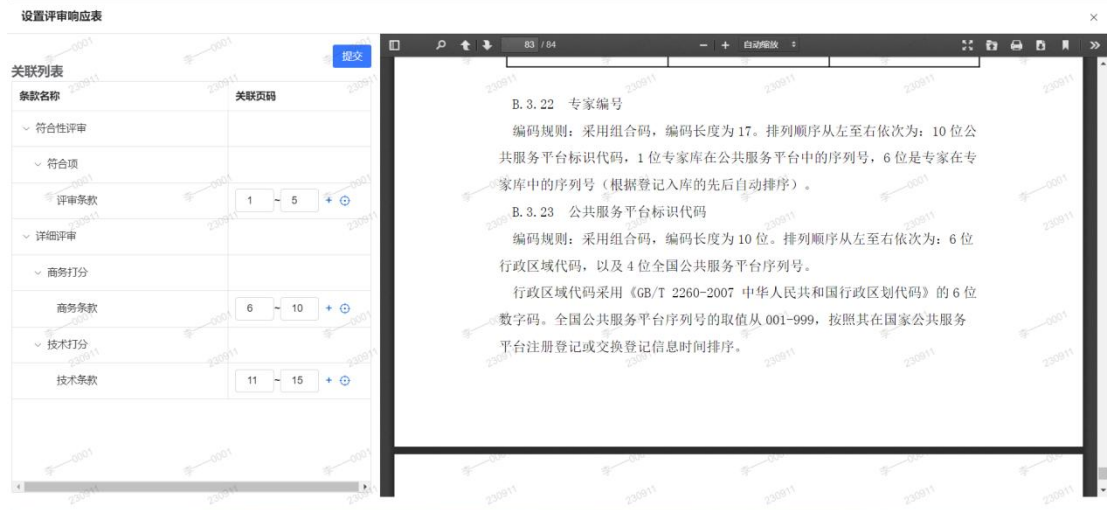 设置评审响应表
提交
关联列表
条款名称 关联页码
符合性评审
符合项
评审条款 1 ~ 5 +
详细评审
商务打分
商务条款 6 ~ 10 +
技术打分
技术条款 11 ~ 15 +
83 / 84 − + 自动缩放
B.3.22 专家编号
编码规则：采用组合码，编码长度为 17。排列顺序从左至右依次为：10 位公
共服务平台标识代码，1 位专家库在公共服务平台中的序列号，6 位是专家在专
家库中的序列号（根据登记入库的先后自动排序）。
B.3.23 公共服务平台标识代码
编码规则：采用组合码，编码长度为 10 位。排列顺序从左至右依次为：6 位
行政区域代码，以及 4 位全国公共服务平台序列号。
行政区域代码采用《GB/T 2260-2007 中华人民共和国行政区划代码》的 6 位
数字码。全国公共服务平台序列号的取值从 001-999，按照其在国家公共服务
平台注册登记或交换登记信息时间排序。
李一0001
230911